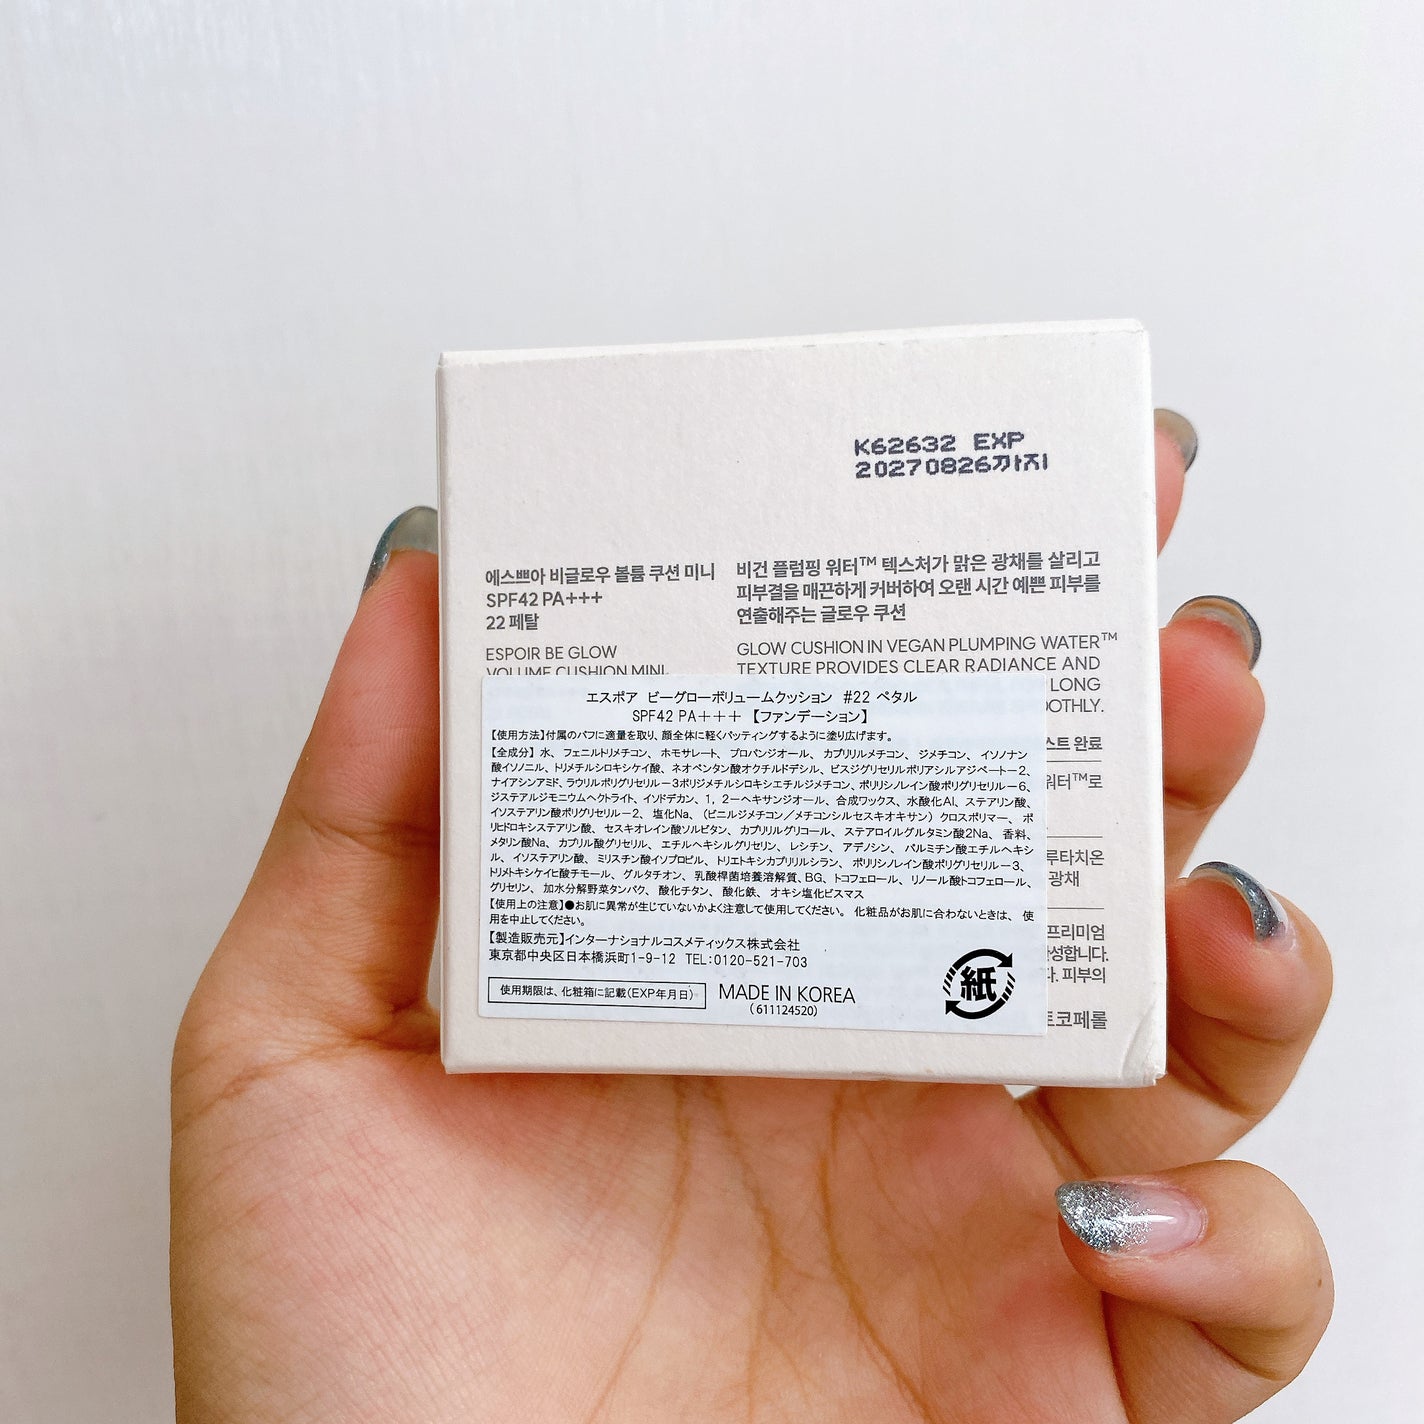 K62632 EXP
20270826까지
에스쁘아 비글로우 볼륨 쿠션 미니
SPF42 PA+++
22 페탈
ESPOIR BE GLOW
VOLUME CUSHION MINI
비건 플럼핑 워터™ 텍스처가 맑은 광채를 살리고
피부결을 매끈하게 커버하여 오랜 시간 예쁜 피부를
연출해주는 글로우 쿠션
GLOW CUSHION IN VEGAN PLUMPING WATER™
TEXTURE PROVIDES CLEAR RADIANCE AND
LONG
OOTHLY.
스트 완료
워터™로
루타치온
광채
프리미엄
성합니다.
다. 피부의
토코페롤
エスポア ビーグローボリュームクッション #22 ペタル
SPF42 PA+++ 【ファンデーション】
【使用方法】付属のパフに適量を取り、顔全体に軽くパッティングするように塗り広げます。
【全成分】水、フェニルトリメチコン、ホモサレート、プロパンジオール、カプリリルメチコン、ジメチコン、イソノナン
酸イソノニル、トリメチルシロキシケイ酸、ネオペンタン酸オクチルドデシル、ビスジグリセリルポリアシルアジペート-2、
ナイアシンアミド、ラウリルポリグリセリル-3ポリジメチルシロキシエチルジメチコン、ポリリシノレイン酸ポリグリセリル-6、
ジステアルジモニウムヘクトライト、イソドデカン、1, 2-ヘキサンジオール、合成ワックス、水酸化Al、ステアリン酸、
イソステアリン酸ポリグリセリル-2、塩化Na、(ビニルジメチコン/メチコンシルセスキオキサン)クロスポリマー、ポ
リヒドロキシステアリン酸、セスキオレイン酸ソルビタン、カプリリルグリコール、ステアロイルグルタミン酸2Na、香料、
メタリン酸Na、カプリル酸グリセリル、エチルヘキシルグリセリン、レシチン、アデノシン、パルミチン酸エチルヘキシ
ル、イソステアリン酸、ミリスチン酸イソプロピル、トリエトキシカプリリルシラン、ポリリシノレイン酸ポリグリセリル-3、
トリメトキシケイヒ酸チモール、グルタチオン、乳酸桿菌培養溶解質、BG、トコフェロール、リノール酸トコフェロール、
グリセリン、加水分解野菜タンパク、酸化チタン、酸化鉄、オキシ塩化ビスマス
【使用上の注意】●お肌に異常が生じていないかよく注意して使用してください。化粧品がお肌に合わないときは、使
用を中止してください。
【製造販売元】インターナショナルコスメティックス株式会社
東京都中央区日本橋浜町1-9-12 TEL:0120-521-703
使用期限は、化粧箱に記載(EXP年月日)
MADE IN KOREA
(611124520)
紙